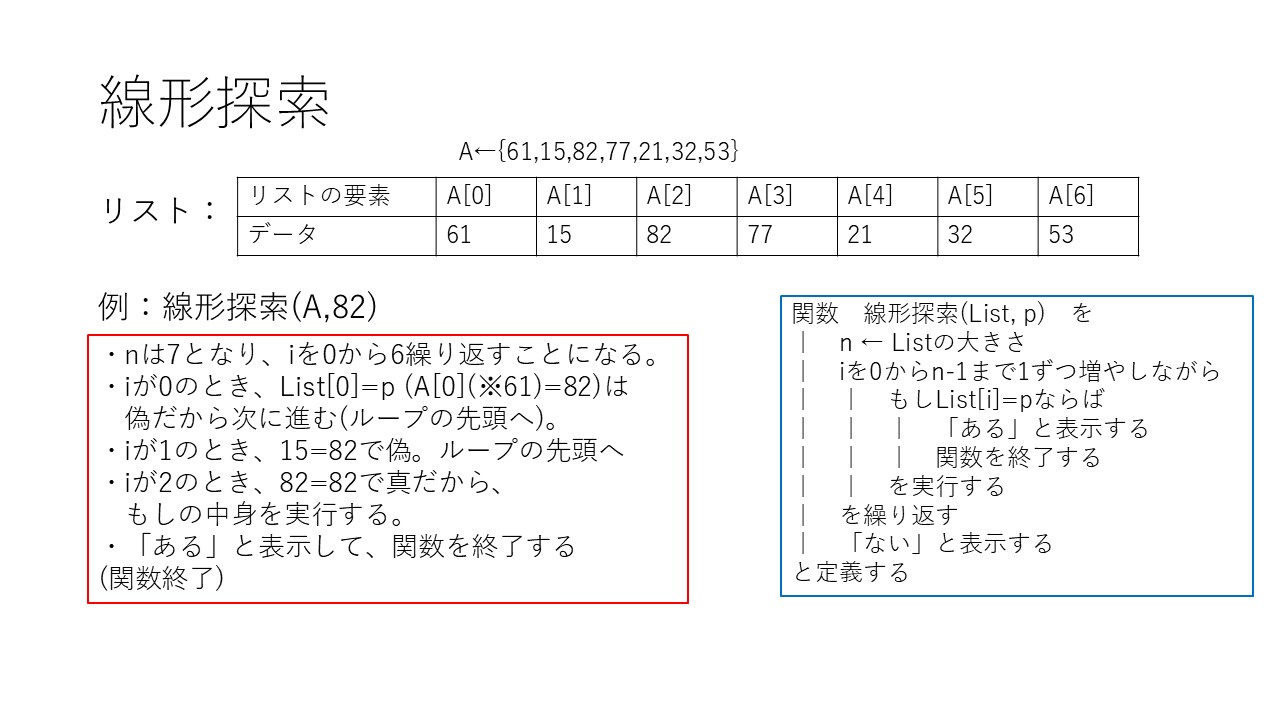 線形探索
A←{61,15,82,77,21,32,53}
リスト：
リストの要素 A[0] A[1] A[2] A[3] A[4] A[5] A[6]
データ 61 15 82 77 21 32 53
例：線形探索(A,82)
・nは7となり、iを0から6繰り返すことになる。
・iが0のとき、List[0]=p (A[0](※61)=82)は
偽だから次に進む(ループの先頭へ)。
・iが1のとき、15=82で偽。ループの先頭へ
・iが2のとき、82=82で真だから、
もしの中身を実行する。
・「ある」と表示して、関数を終了する
(関数終了)
関数　線形探索(List, p)　を
｜　n ← Listの大きさ
｜　iを0からn-1まで1ずつ増やしながら
｜　｜　もしList[i]=pならば
｜　｜　｜　「ある」と表示する
｜　｜　｜　関数を終了する
｜　｜　を実行する
｜　を繰り返す
｜　「ない」と表示する
と定義する